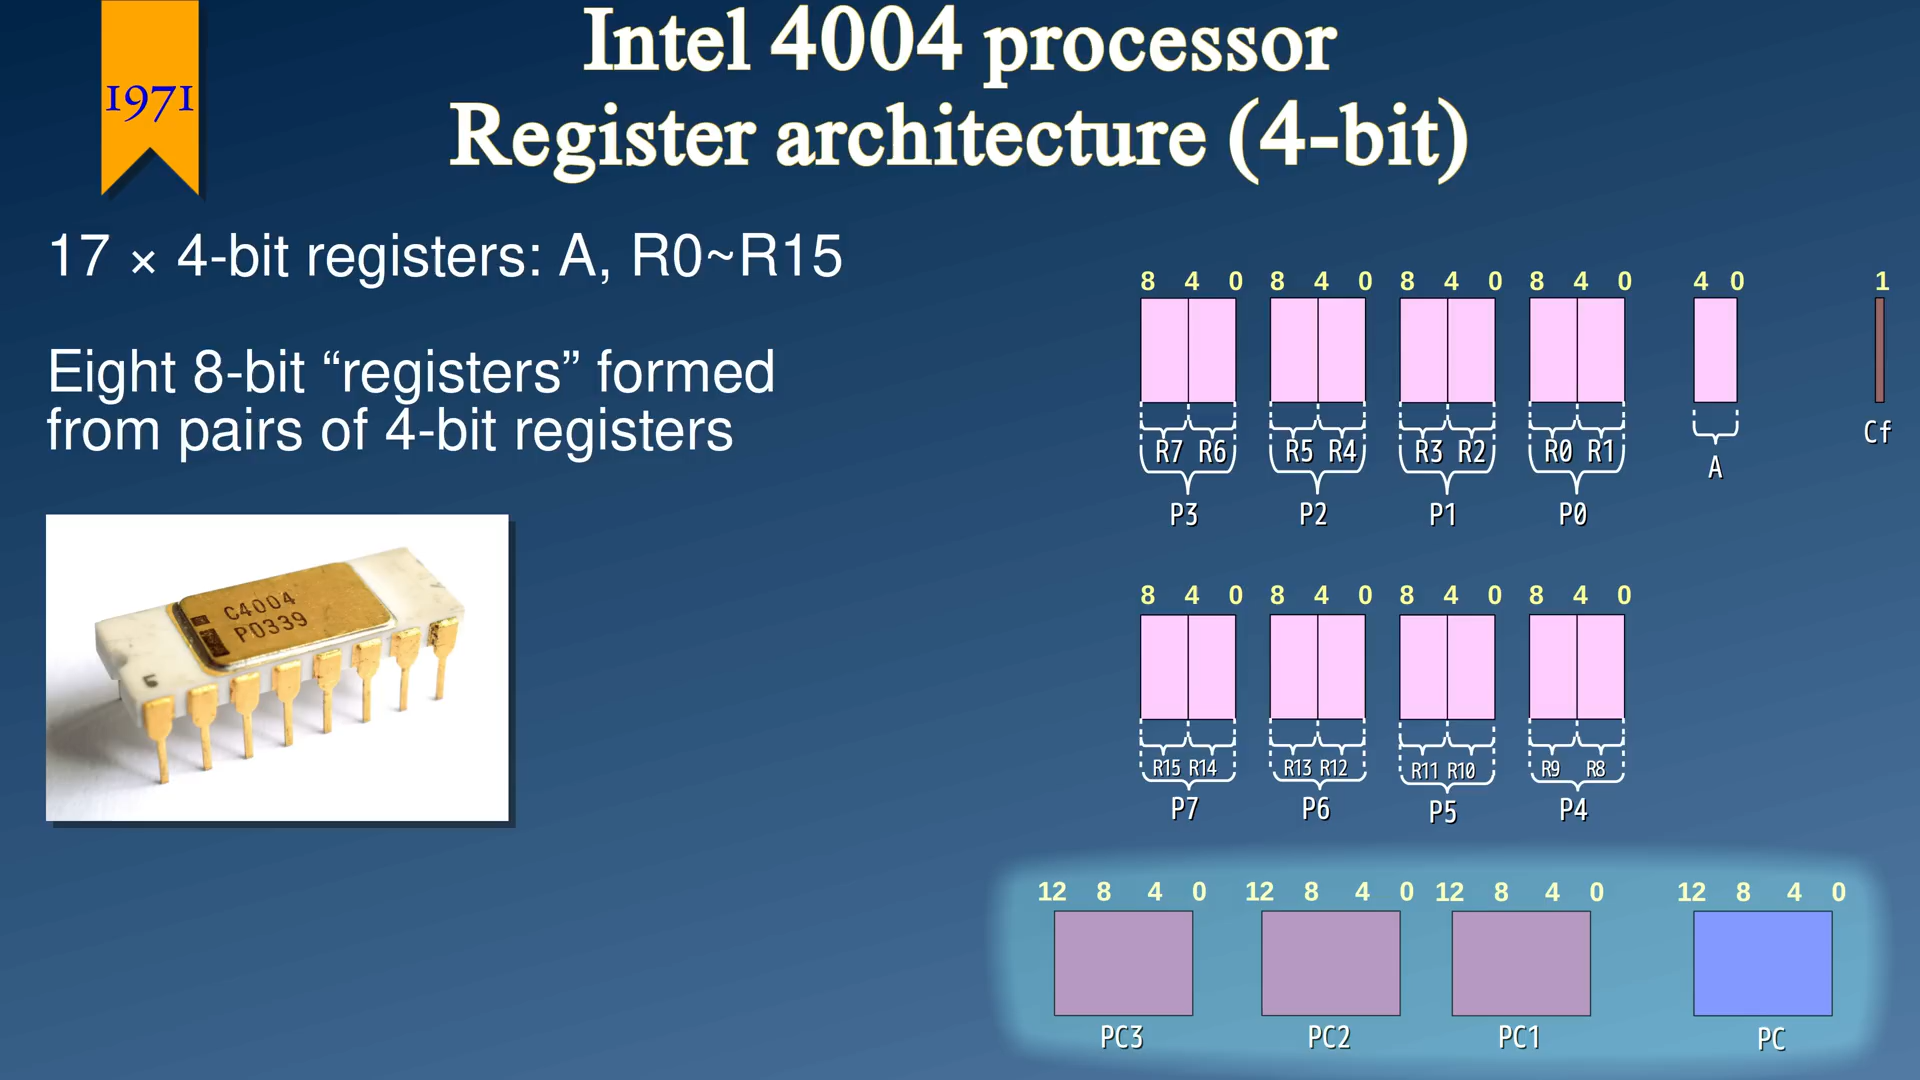 1971
Intel 4004 processor
Register architecture (4-bit)
17 × 4-bit registers: A, R0~R15
Eight 8-bit “registers” formed
from pairs of 4-bit registers
C4004
P0339
8 4 0 8 4 0 8 4 0 8 4 0 4 0 1
R7 R6 R5 R4 R3 R2 R0 R1 A Cf
P3 P2 P1 P0
8 4 0 8 4 0 8 4 0 8 4 0
R15 R14 R13 R12 R11 R10 R9 R8
P7 P6 P5 P4
12 8 4 0 12 8 4 0 12 8 4 0 12 8 4 0
PC3 PC2 PC1 PC